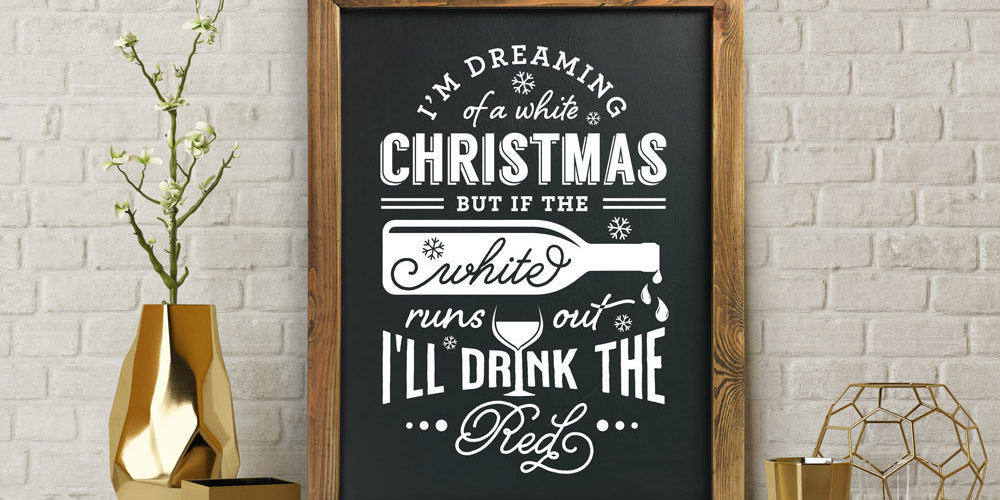 I'M DREAMING
of a white
CHRISTMAS
BUT IF THE
white
runs out
I'LL DRINK THE
Red